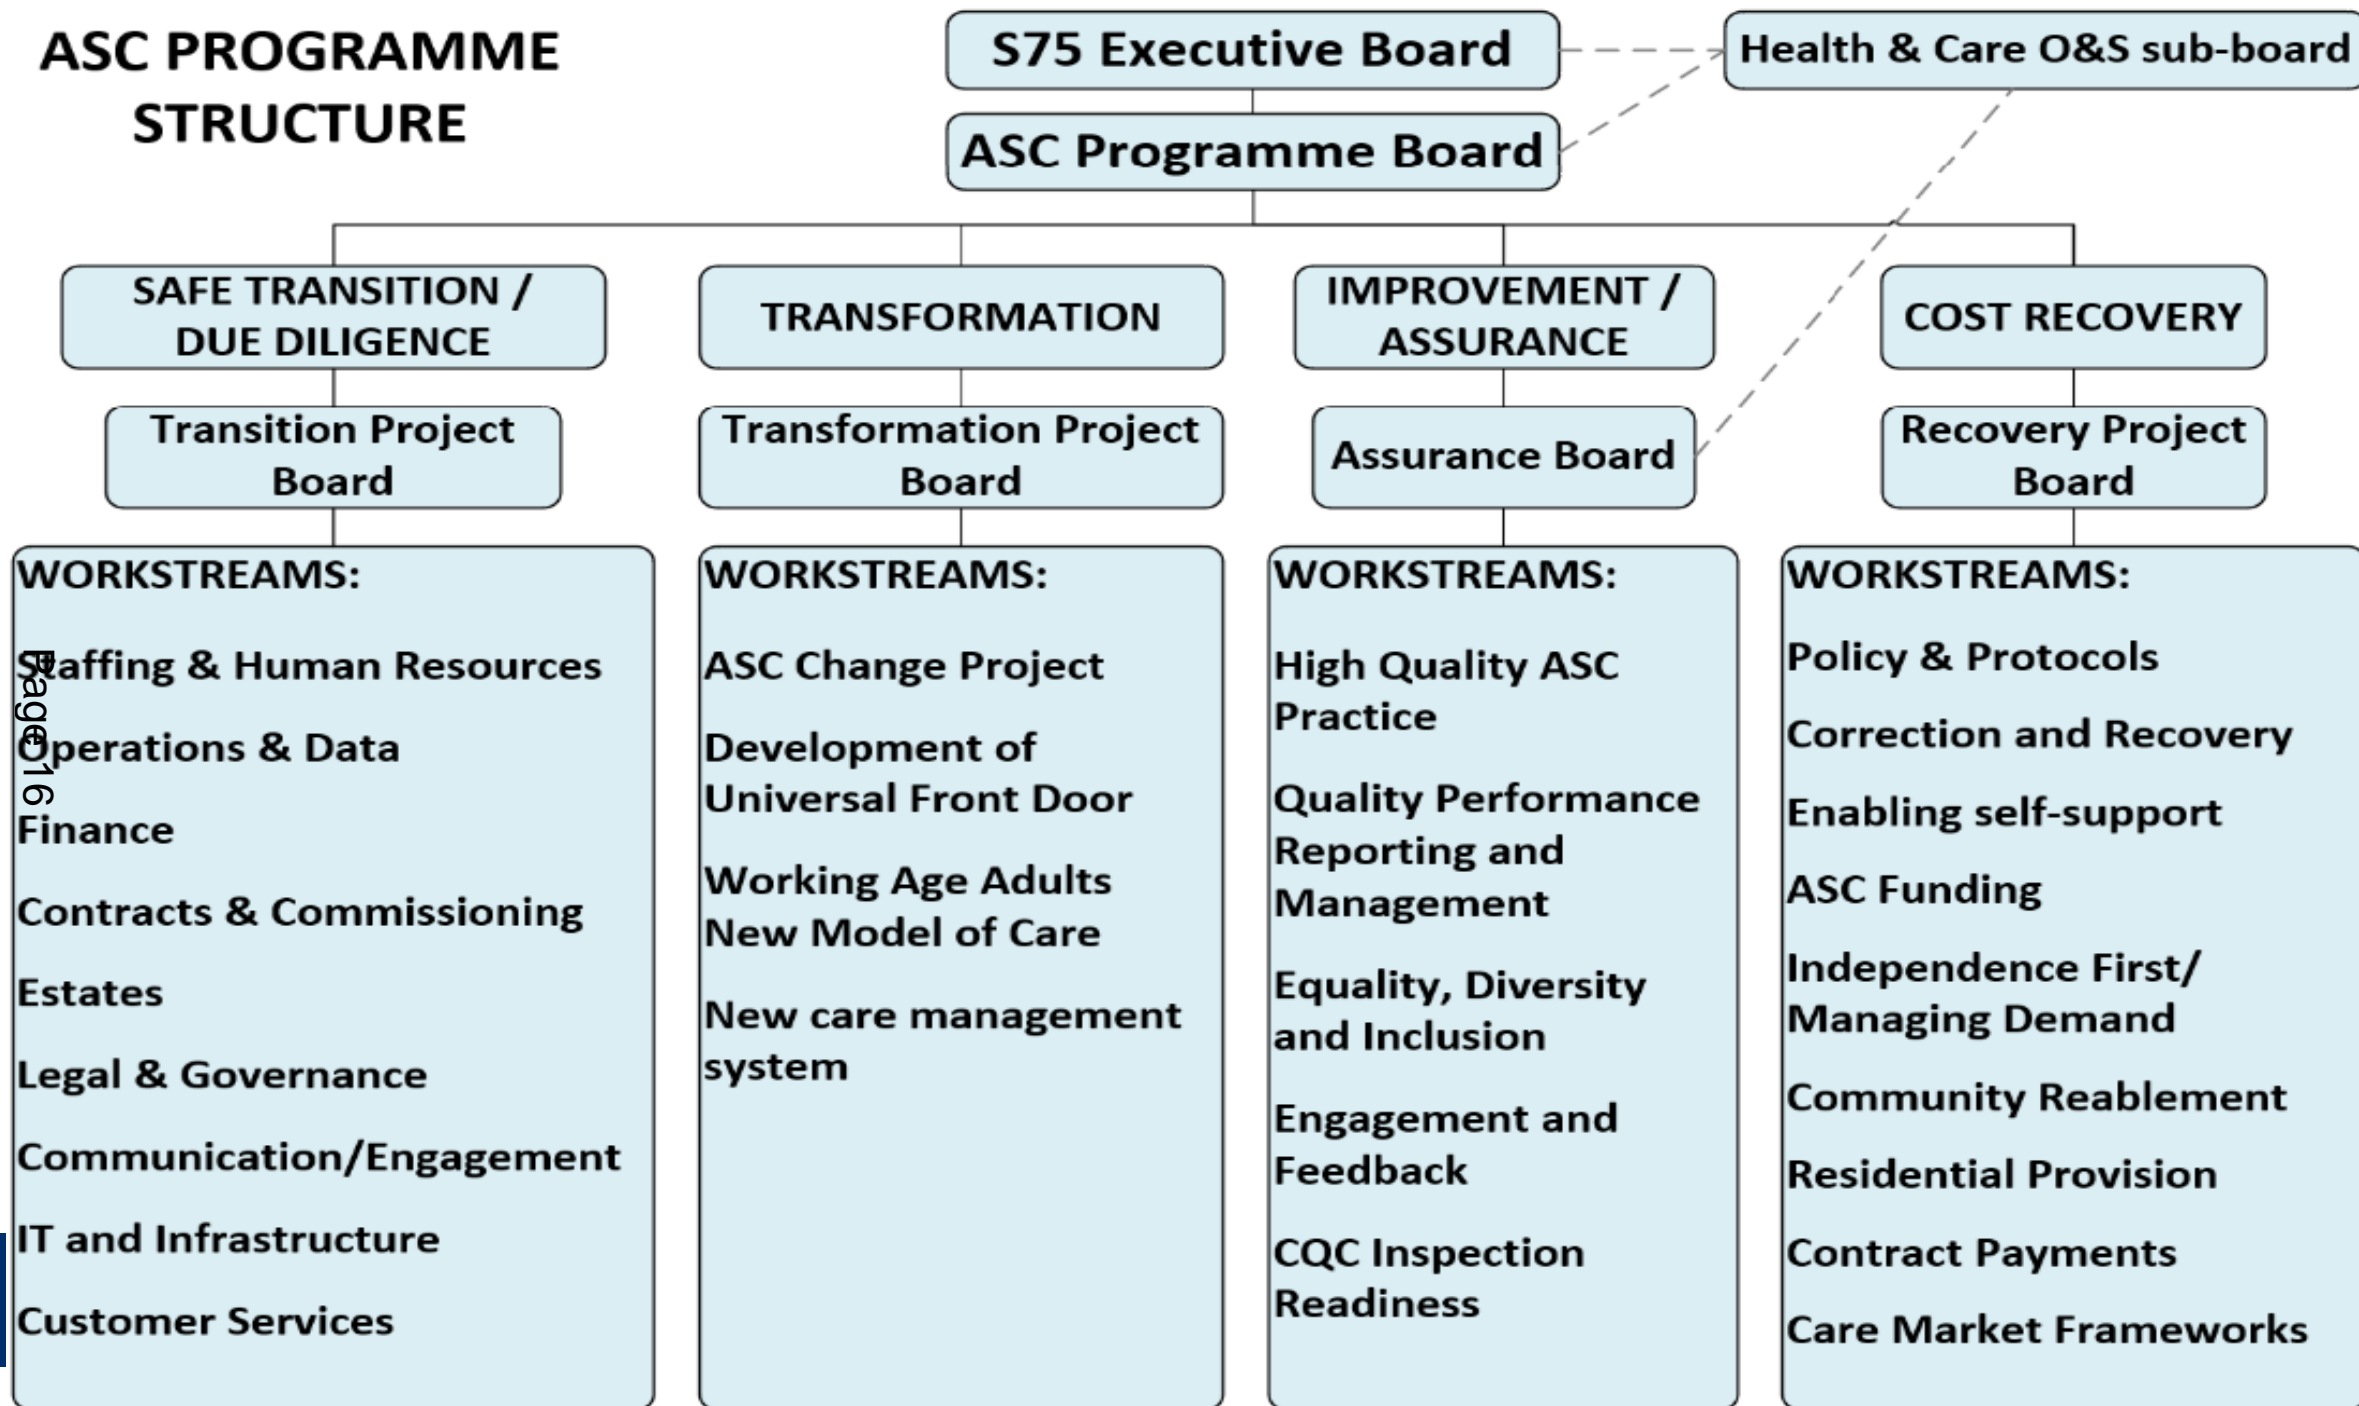 ASC PROGRAMME
STRUCTURE
S75 Executive Board
Health & Care O&S sub-board
ASC Programme Board
SAFE TRANSITION /
DUE DILIGENCE
Transition Project
Board
WORKSTREAMS:
Staffing & Human Resources
Operations & Data
Finance
Contracts & Commissioning
Estates
Legal & Governance
Communication/Engagement
IT and Infrastructure
Customer Services
TRANSFORMATION
Transformation Project
Board
WORKSTREAMS:
ASC Change Project
Development of
Universal Front Door
Working Age Adults
New Model of Care
New care management
system
IMPROVEMENT /
ASSURANCE
Assurance Board
WORKSTREAMS:
High Quality ASC
Practice
Quality Performance
Reporting and
Management
Equality, Diversity
and Inclusion
Engagement and
Feedback
CQC Inspection
Readiness
COST RECOVERY
Recovery Project
Board
WORKSTREAMS:
Policy & Protocols
Correction and Recovery
Enabling self-support
ASC Funding
Independence First/
Managing Demand
Community Reablement
Residential Provision
Contract Payments
Care Market Frameworks
Page 16